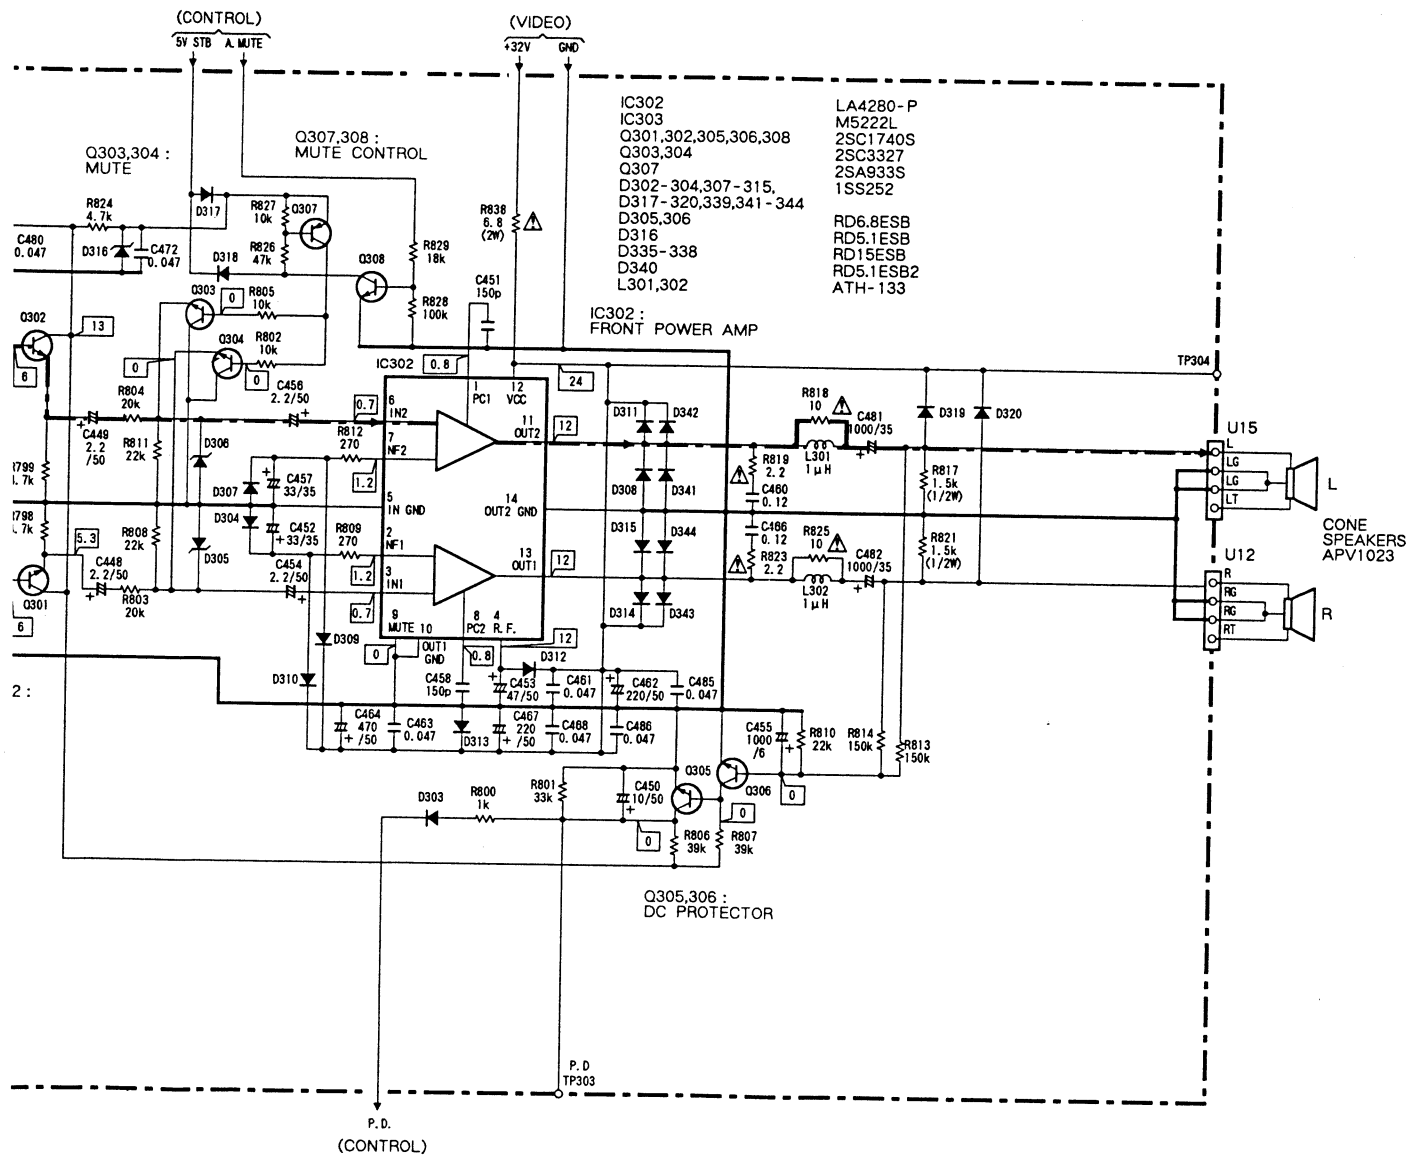 (CONTROL)
5V STB A. MUTE
(VIDEO)
+32V GND
IC302 LA4280-P
IC303 M5222L
Q301,302,305,306,308 2SC1740S
Q303,304 2SC3327
Q307 2SA933S
D302-304,307-315, 1SS252
D317-320,339,341-344
D305,306 RD6.8ESB
D316 RD5.1ESB
D335-338 RD15ESB
D340 RD5.1ESB2
L301,302 ATH-133
Q303,304 :
MUTE
Q307,308 :
MUTE CONTROL
R824
4.7k
D317
R827
10k
Q307
R838
6.8
(2W)
C480
0.047
D316
C472
0.047
D318
R826
47k
Q308
R829
18k
R828
100k
C451
150p
IC302 :
FRONT POWER AMP
Q302
13
6
Q303
0
R805
10k
Q304
R802
10k
0
0
IC302
0.8
1
PC1
12
VCC
24
TP304
R804
20k
C456
2.2/50
0.7
6
IN2
11
OUT2
12
D311
D342
R818
10
C481
1000/35
D319
D320
U15
L
LG
LG
LT
L
C449
2.2
/50
R811
22k
D306
R812
270
7
NF2
1.2
C457
33/35
D307
D308
D341
R819
2.2
C460
0.12
L301
1µH
R817
1.5k
(1/2W)
R799
4.7k
5
IN GND
14
OUT2 GND
D304
C452
33/35
R809
270
2
NF1
D315
D344
C466
0.12
R823
2.2
R825
10
C482
1000/35
R821
1.5k
(1/2W)
CONE
SPEAKERS
APV1023
U12
R
RG
RG
RT
R
R798
4.7k
5.3
R808
22k
D305
C448
2.2/50
C454
2.2/50
1.2
3
IN1
13
OUT1
12
L302
1µH
Q301
R803
20k
0.7
6
D314
D343
9
MUTE
10
OUT1
GND
8
PC2
4
R.F.
12
0
0.8
D309
D310
2 :
C458
150p
D312
C453
47/50
C461
0.047
C462
220/50
C485
0.047
C464
470
/50
C463
0.047
D313
C467
220
/50
C468
0.047
C486
0.047
C455
1000
/6
R810
22k
R814
150k
R813
150k
D303
R800
1k
R801
33k
C450
10/50
Q305
Q306
0
0
0
R806
39k
R807
39k
Q305,306 :
DC PROTECTOR
P.D
TP303
P.D.
(CONTROL)